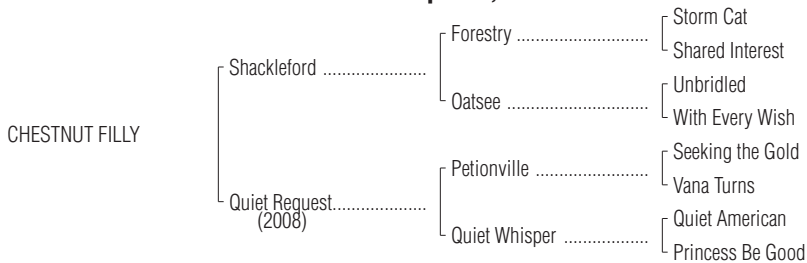 Storm Cat
Forestry
Shared Interest
Shackleford
Unbridled
Oatsee
With Every Wish
CHESTNUT FILLY
Seeking the Gold
Petionville
Vana Turns
Quiet Request
(2008)
Quiet American
Quiet Whisper
Princess Be Good